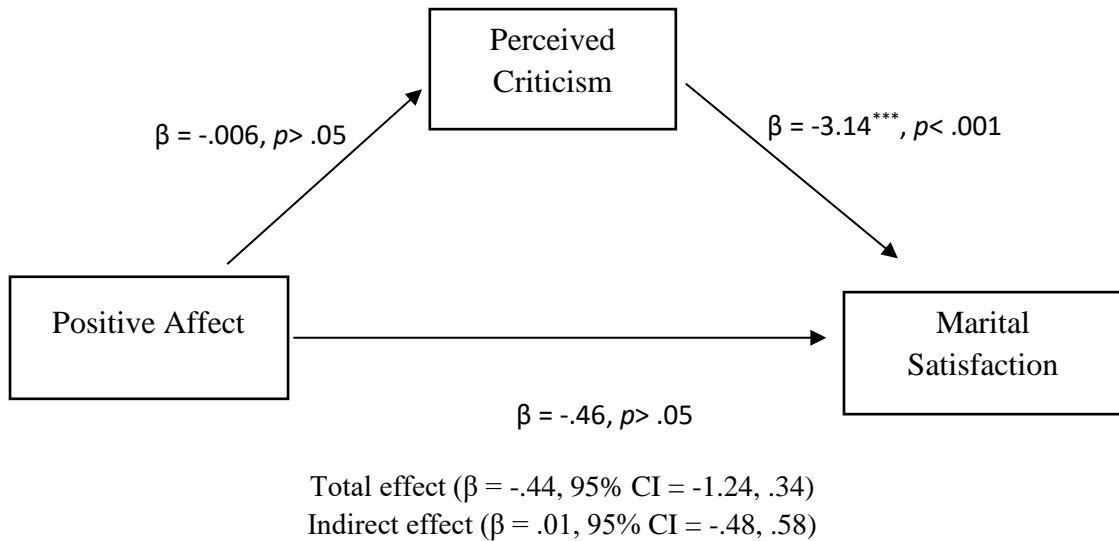 Perceived
Criticism
β = -.006, p> .05
β = -3.14***, p< .001
Positive Affect
Marital
Satisfaction
β = -.46, p> .05
Total effect (β = -.44, 95% CI = -1.24, .34)
Indirect effect (β = .01, 95% CI = -.48, .58)